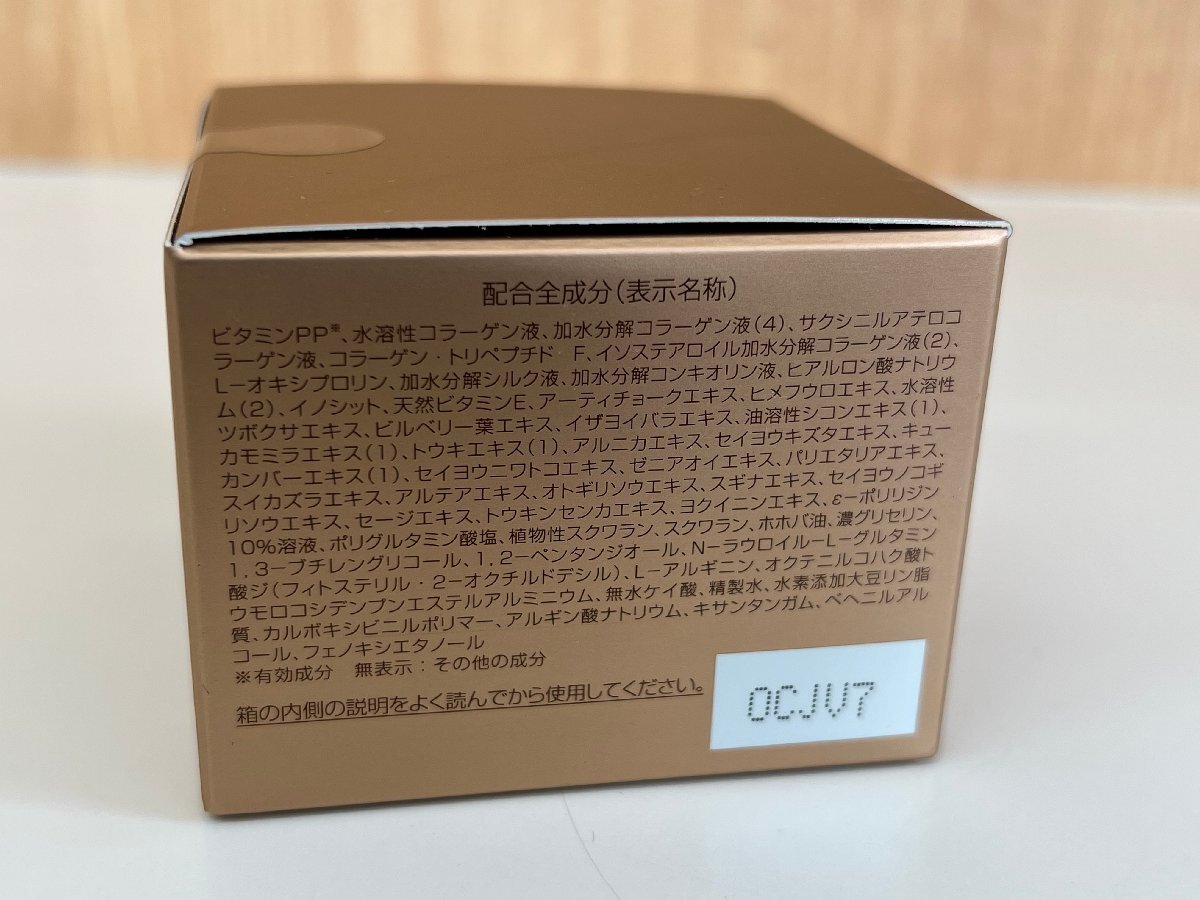 配合全成分(表示名称)
ビタミンPP※、水溶性コラーゲン液、加水分解コラーゲン液(4)、サクシニルアテロコ
ラーゲン液、コラーゲン・トリペプチド F、イソステアロイル加水分解コラーゲン液(2)、
L-オキシプロリン、加水分解シルク液、加水分解コンキオリン液、ヒアルロン酸ナトリウ
ム(2)、イノシット、天然ビタミンE、アーティチョークエキス、ヒメフウロエキス、水溶性
ツボクサエキス、ビルベリー葉エキス、イザヨイバラエキス、油溶性シコンエキス(1)、
カモミラエキス(1)、トウキエキス(1)、アルニカエキス、セイヨウキズタエキス、キュー
カンバーエキス(1)、セイヨウニワトコエキス、ゼニアオイエキス、パリエタリアエキス、
スイカズラエキス、アルテアエキス、オトギリソウエキス、スギナエキス、セイヨウノコギ
リソウエキス、セージエキス、トウキンセンカエキス、ヨクイニンエキス、ε-ポリリジン
10%溶液、ポリグルタミン酸塩、植物性スクワラン、スクワラン、ホホバ油、濃グリセリン、
1,3-ブチレングリコール、1,2-ペンタンジオール、N-ラウロイル-L-グルタミン
酸ジ(フィトステリル・2-オクチルドデシル)、L-アルギニン、オクテニルコハク酸ト
ウモロコシデンプンエステルアルミニウム、無水ケイ酸、精製水、水素添加大豆リン脂
質、カルボキシビニルポリマー、アルギン酸ナトリウム、キサンタンガム、ベヘニルアル
コール、フェノキシエタノール
※有効成分 無表示:その他の成分
箱の内側の説明をよく読んでから使用してください。
0CJV7